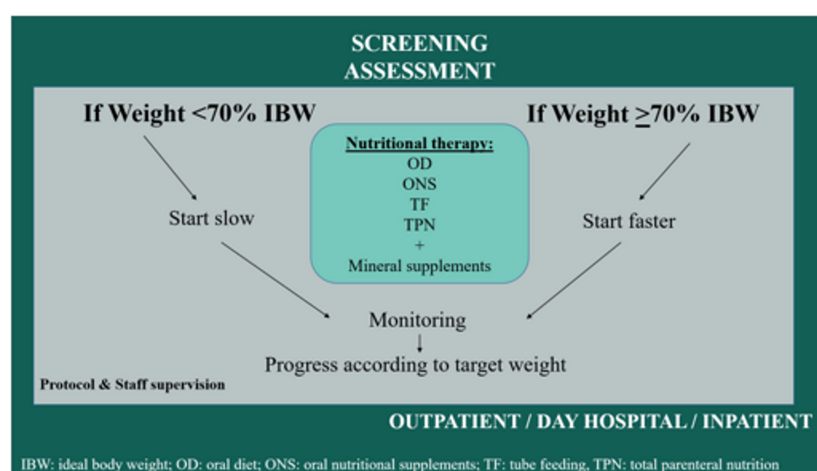 SCREENING
ASSESSMENT
If Weight <70% IBW
If Weight ≥70% IBW
Nutritional therapy:
OD
ONS
TF
TPN
+
Mineral supplements
Start slow
Start faster
Monitoring
Progress according to target weight
Protocol & Staff supervision
OUTPATIENT / DAY HOSPITAL / INPATIENT
IBW: ideal body weight; OD: oral diet; ONS: oral nutritional supplements; TF: tube feeding, TPN: total parenteral nutrition